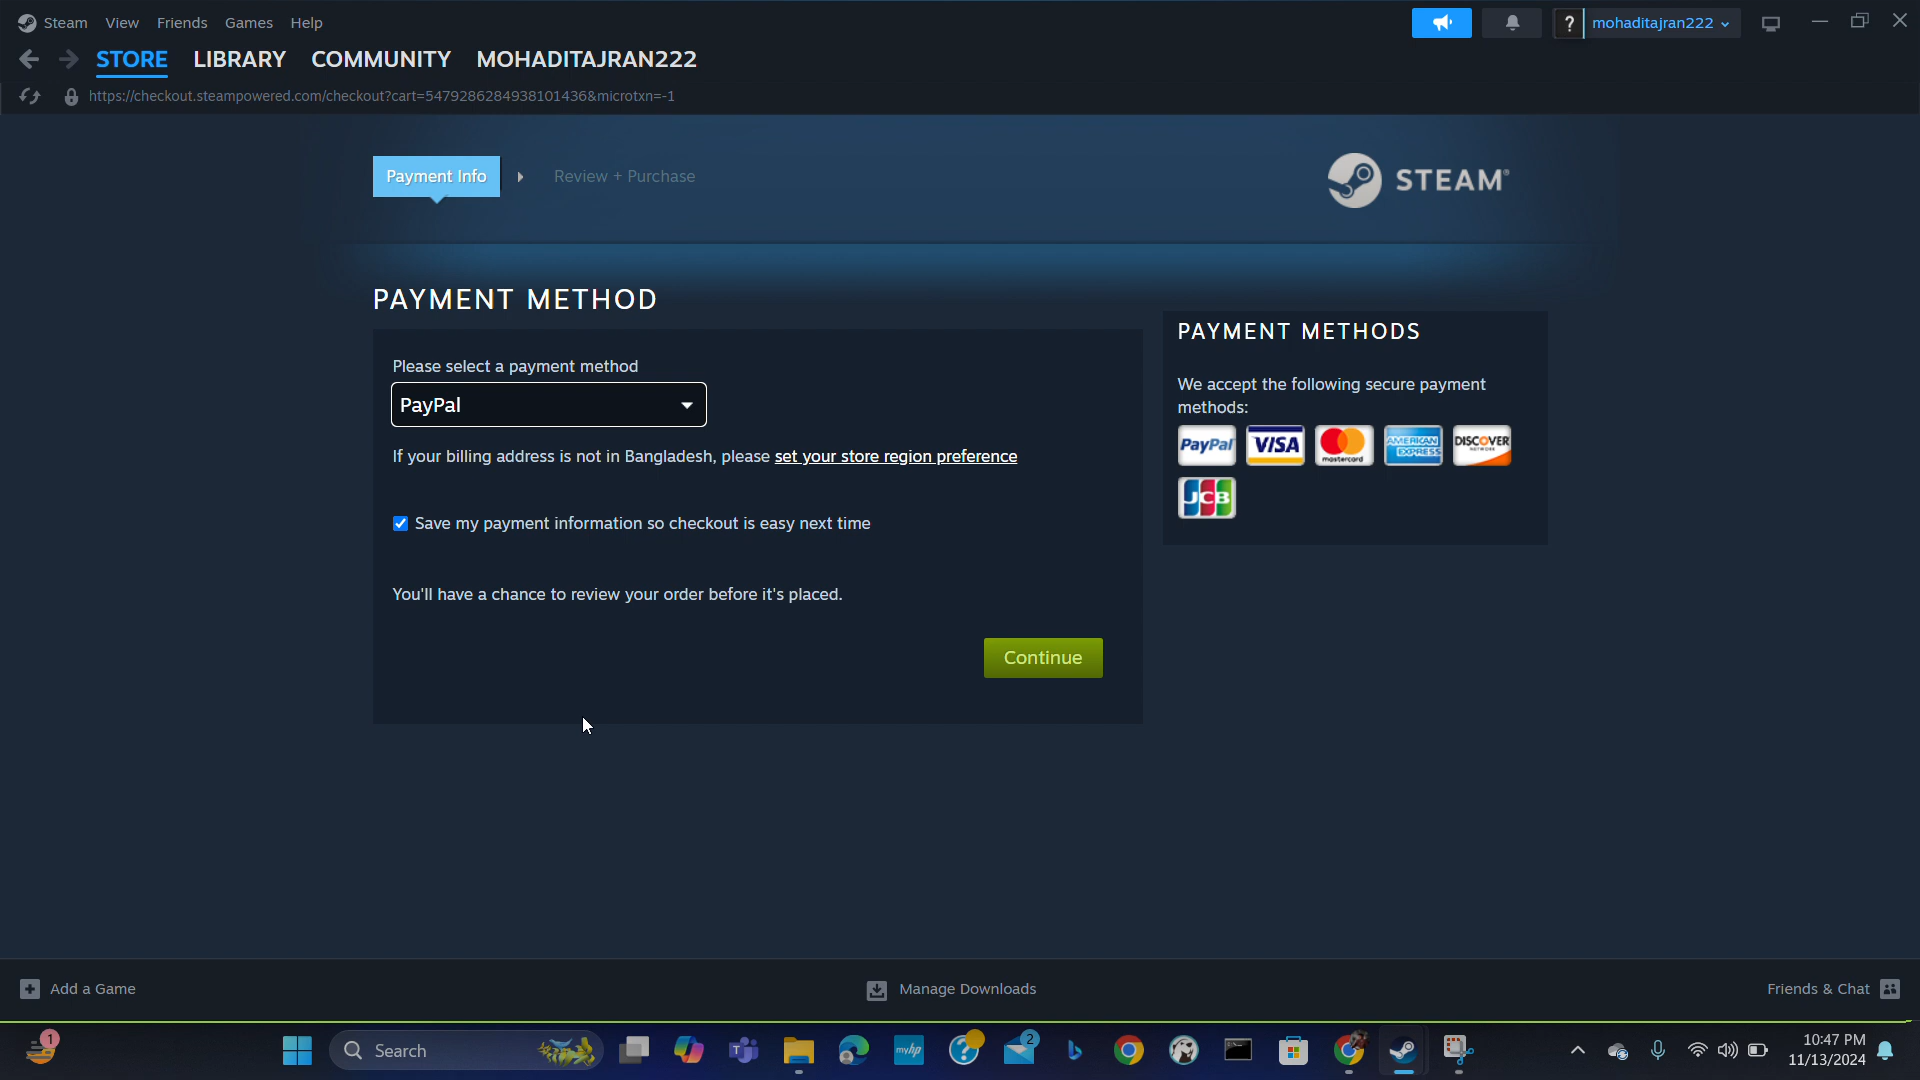 Steam View Friends Games Help
? mohaditajran222
STORE LIBRARY COMMUNITY MOHADITAJRAN222
https://checkout.steampowered.com/checkout?cart=5479286284938101436&microtxn=-1
Payment Info Review + Purchase
STEAM®
PAYMENT METHOD
Please select a payment method
PayPal
If your billing address is not in Bangladesh, please set your store region preference
Save my payment information so checkout is easy next time
You'll have a chance to review your order before it's placed.
Continue
PAYMENT METHODS
We accept the following secure payment
methods:
PayPal VISA mastercard AMERICAN EXPRESS DISCOVER NETWORK
JCB
Add a Game
Manage Downloads
Friends & Chat
1
Search
myhp
2
10:47 PM
11/13/2024